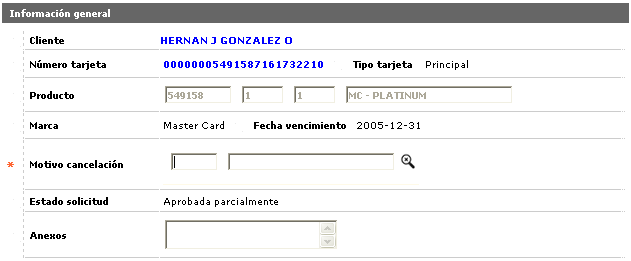 Información general
Cliente HERNAN J GONZALEZ O
Número tarjeta 00000005491587161732210 Tipo tarjeta Principal
Producto 549158 1 1 MC - PLATINUM
Marca Master Card Fecha vencimiento 2005-12-31
* Motivo cancelación
Estado solicitud Aprobada parcialmente
Anexos